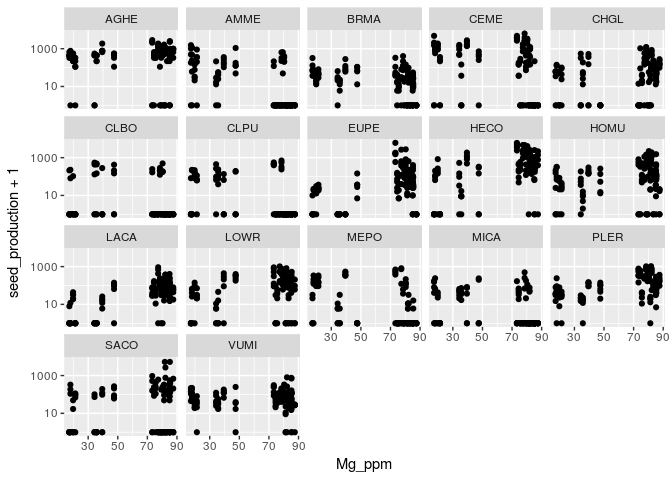 AGHE AMME BRMA CEME CHGL
1000
10
CLBO CLPU EUPE HECO HOMU
1000
10
LACA LOWR MEPO MICA PLER
1000
10
30 50 70 90 30 50 70 90 30 50 70 90
SACO VUMI
1000
10
30 50 70 90 30 50 70 90
Mg_ppm
seed_production + 1